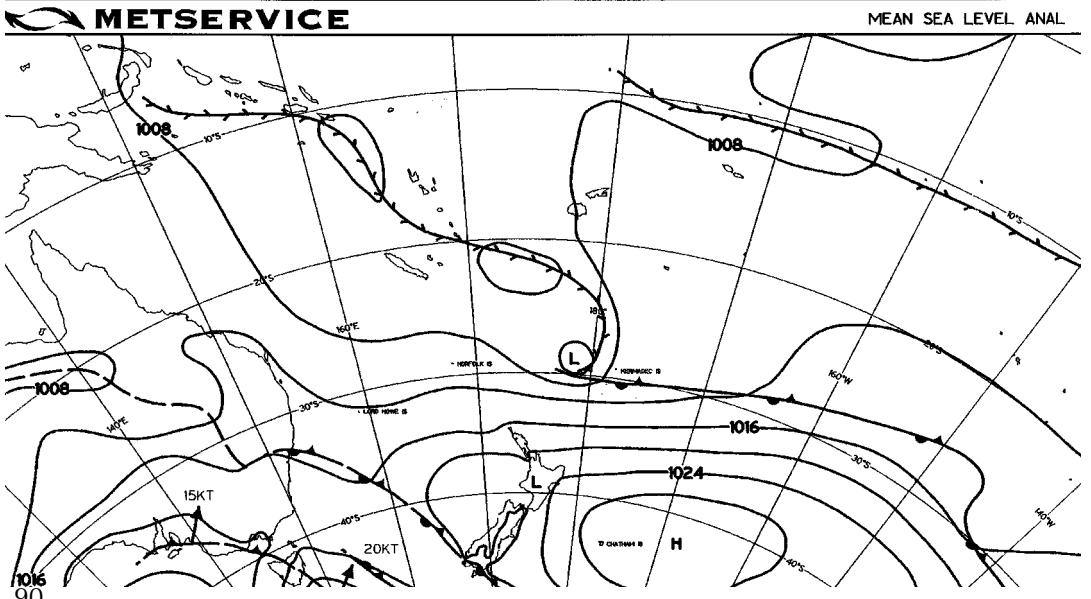 METSERVICE
MEAN SEA LEVEL ANAL
1008
10°S
1008
10°S
20°S
160°E
180°
L
NORFOLK IS
KERMADEC IS
20°S
160°W
1008
140°E
30°S
LORD HOWE IS
1016
30°S
1024
L
15KT
40°S
140°W
20KT
CHATHAM IS
H
40°S
1016
90